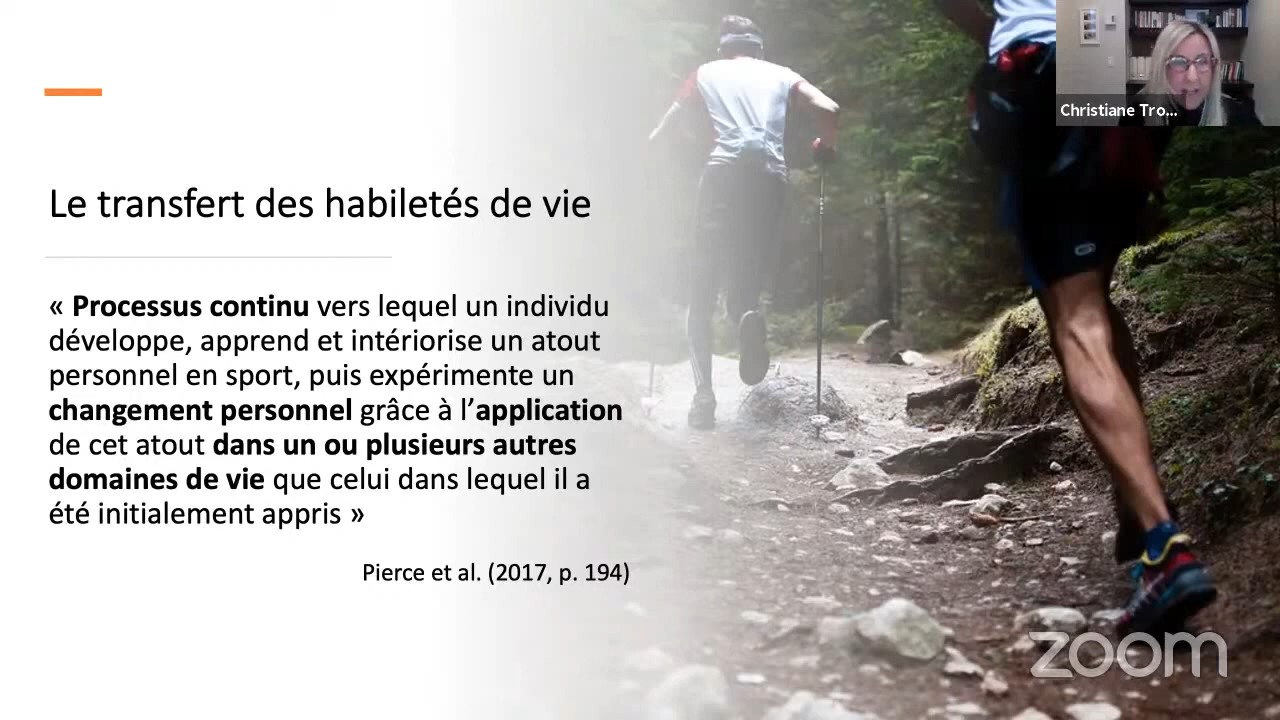 Christiane Tro...
Le transfert des habiletés de vie
« Processus continu vers lequel un individu
développe, apprend et intériorise un atout
personnel en sport, puis expérimente un
changement personnel grâce à l’application
de cet atout dans un ou plusieurs autres
domaines de vie que celui dans lequel il a
été initialement appris »
Pierce et al. (2017, p. 194)
zoom